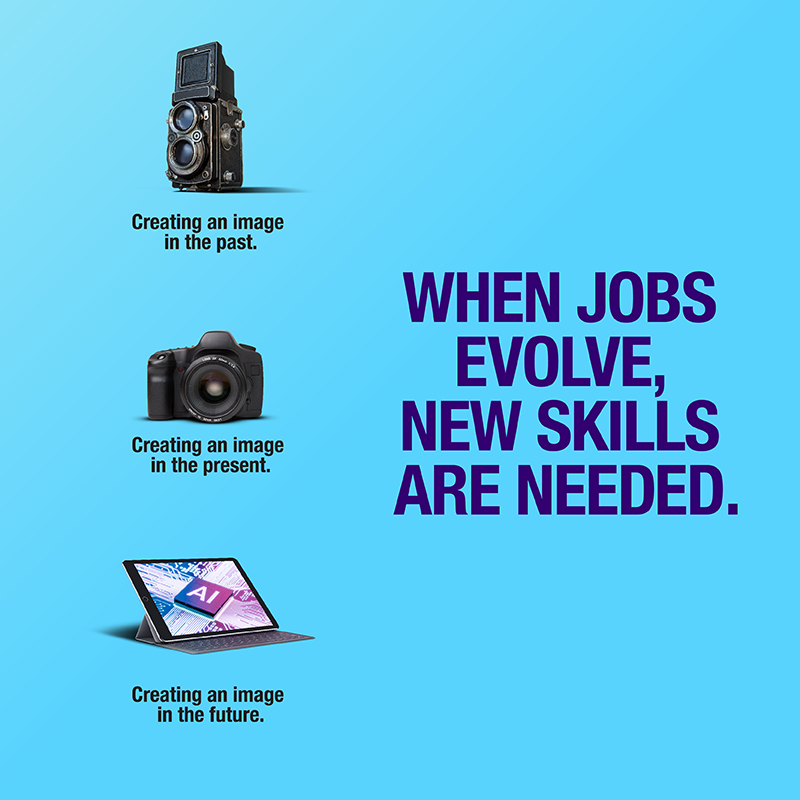 Creating an image
in the past.
Creating an image
in the present.
AI
Creating an image
in the future.
WHEN JOBS
EVOLVE,
NEW SKILLS
ARE NEEDED.